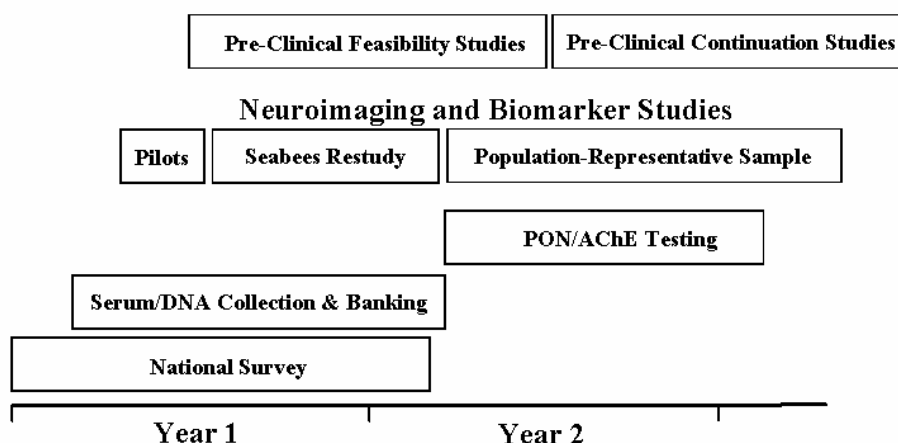 Pre-Clinical Feasibility Studies
Pre-Clinical Continuation Studies
Neuroimaging and Biomarker Studies
Pilots
Seabees Restudy
Population-Representative Sample
PON/AChE Testing
Serum/DNA Collection & Banking
National Survey
Year 1
Year 2